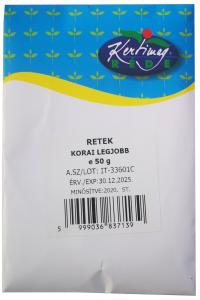 Kertimag
RÉDE
RETEK
KORAI LEGJOBB
e 50 g
A.SZ/LOT: IT-33601C
ÉRV./EXP:30.12.2025.
MINŐSÍTVE:2020. ST.
5 999036 837139